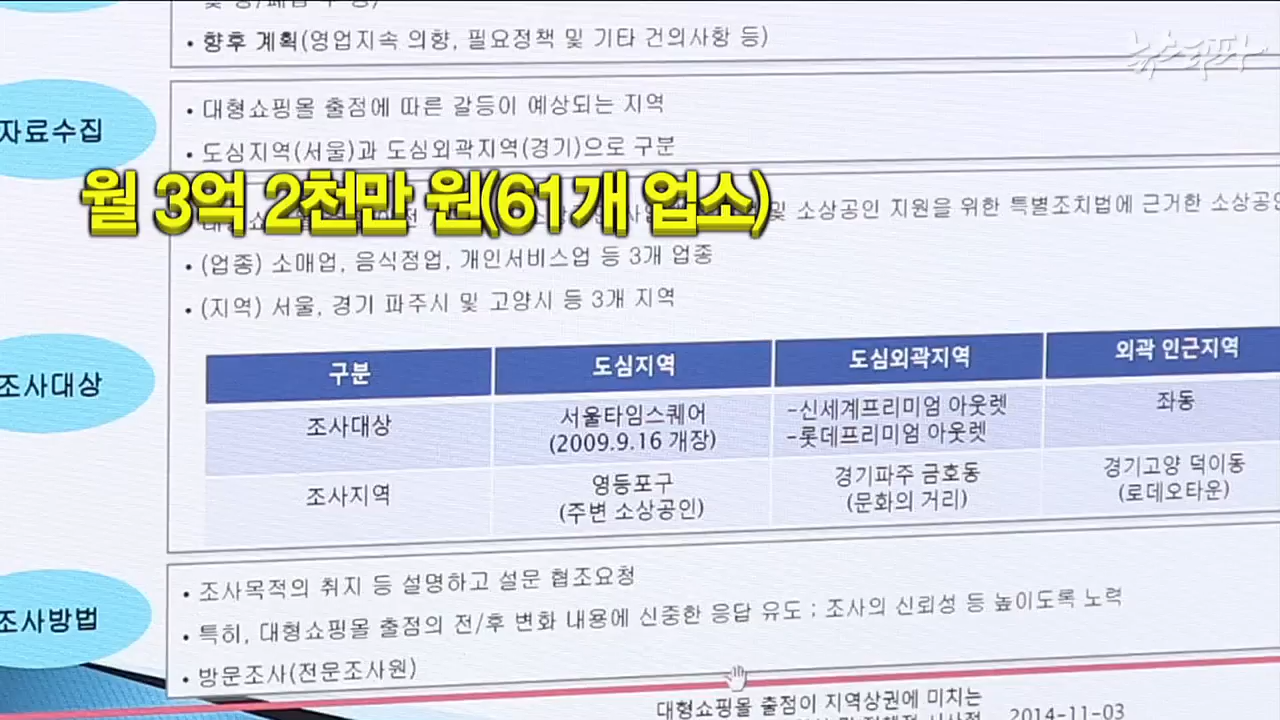 • 향후 계획(영업지속 의향, 필요정책 및 기타 건의사항 등)
뉴스타파
자료수집
• 대형쇼핑몰 출점에 따른 갈등이 예상되는 지역
• 도심지역(서울)과 도심외곽지역(경기)으로 구분
월 3억 2천만 원(61개 업소)
및 소상공인 지원을 위한 특별조치법에 근거한 소상공인
• (업종) 소매업, 음식점업, 개인서비스업 등 3개 업종
• (지역) 서울, 경기 파주시 및 고양시 등 3개 지역
조사대상
구분 도심지역 도심외곽지역 외곽 인근지역
조사대상 서울타임스퀘어 (2009.9.16 개장) -신세계프리미엄 아웃렛 -롯데프리미엄 아웃렛 좌동
조사지역 영등포구 (주변 소상공인) 경기파주 금호동 (문화의 거리) 경기고양 덕이동 (로데오타운)
조사방법
• 조사목적의 취지 등 설명하고 설문 협조요청
• 특히, 대형쇼핑몰 출점의 전/후 변화 내용에 신중한 응답 유도 ; 조사의 신뢰성 등 높이도록 노력
• 방문조사(전문조사원)
대형쇼핑몰 출점이 지역상권에 미치는
2014-11-03